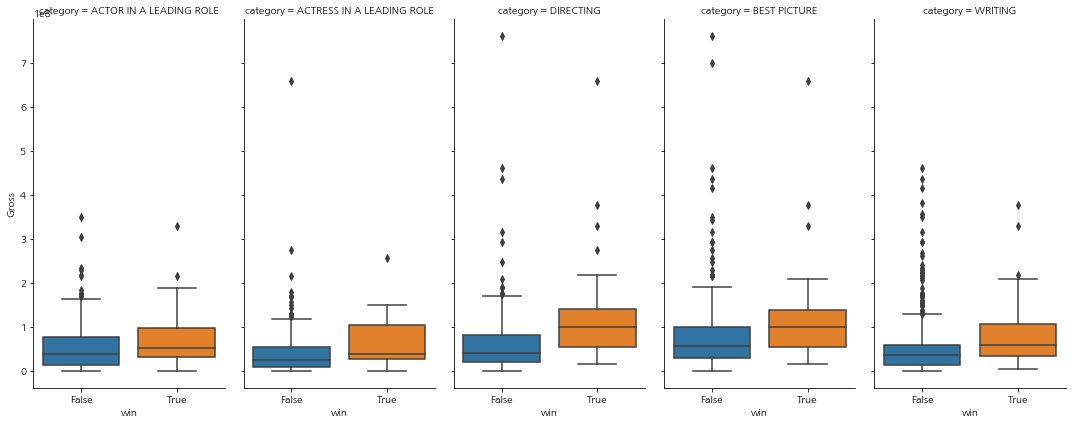 category = ACTOR IN A LEADING ROLE
category = ACTRESS IN A LEADING ROLE
category = DIRECTING
category = BEST PICTURE
category = WRITING
1e8
7
6
5
4
3
2
1
0
Gross
False
True
False
True
False
True
False
True
False
True
win
win
win
win
win